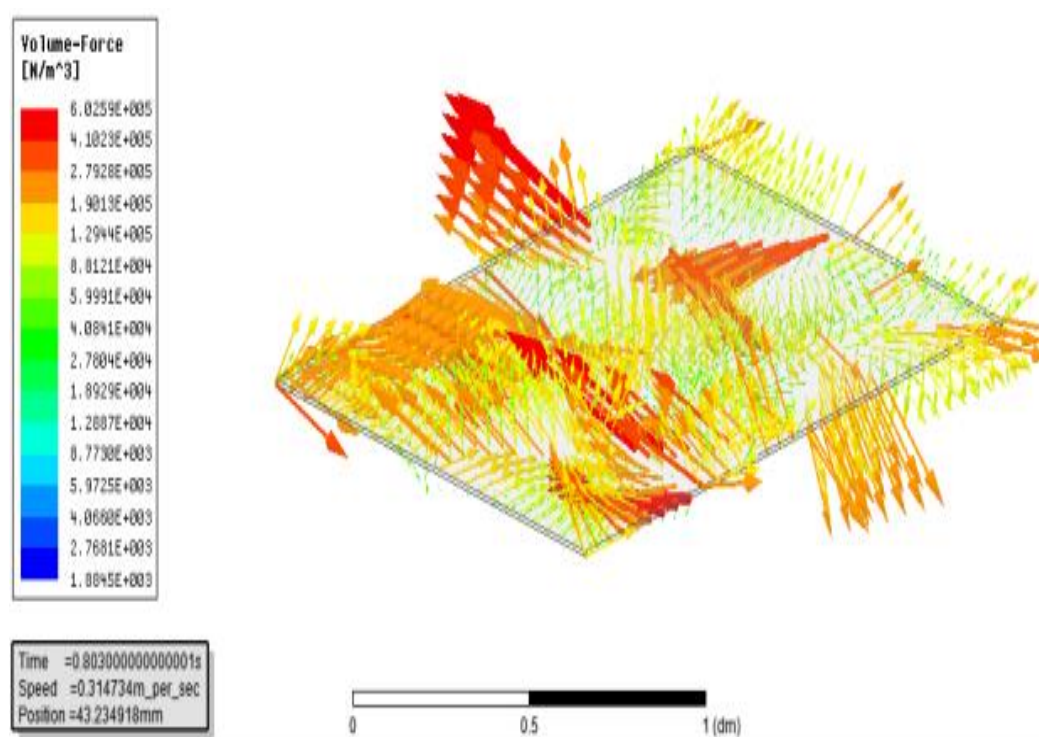 Volume-Force
[N/m^3]
6.0259E+005
4.1023E+005
2.7928E+005
1.9013E+005
1.2944E+005
8.8121E+004
5.9991E+004
4.0841E+004
2.7804E+004
1.8929E+004
1.2887E+004
8.7730E+003
5.9725E+003
4.0660E+003
2.7681E+003
1.8845E+003
Time =0.803000000000001s
Speed =0.314734m_per_sec
Position =43.234918mm
0 0.5 1 (dm)